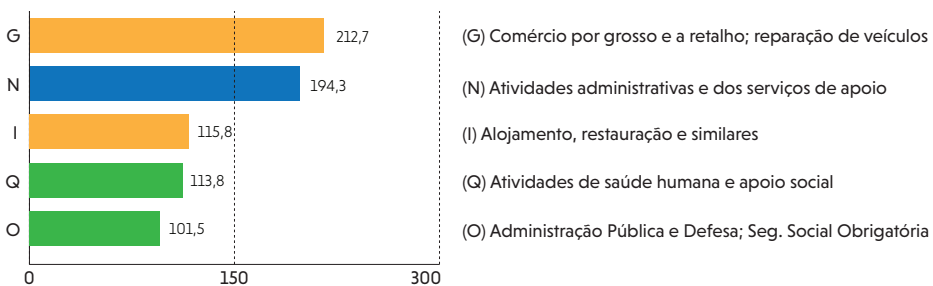 G 212,7 (G) Comércio por grosso e a retalho; reparação de veículos
N 194,3 (N) Atividades administrativas e dos serviços de apoio
I 115,8 (I) Alojamento, restauração e similares
Q 113,8 (Q) Atividades de saúde humana e apoio social
O 101,5 (O) Administração Pública e Defesa; Seg. Social Obrigatória
0 150 300